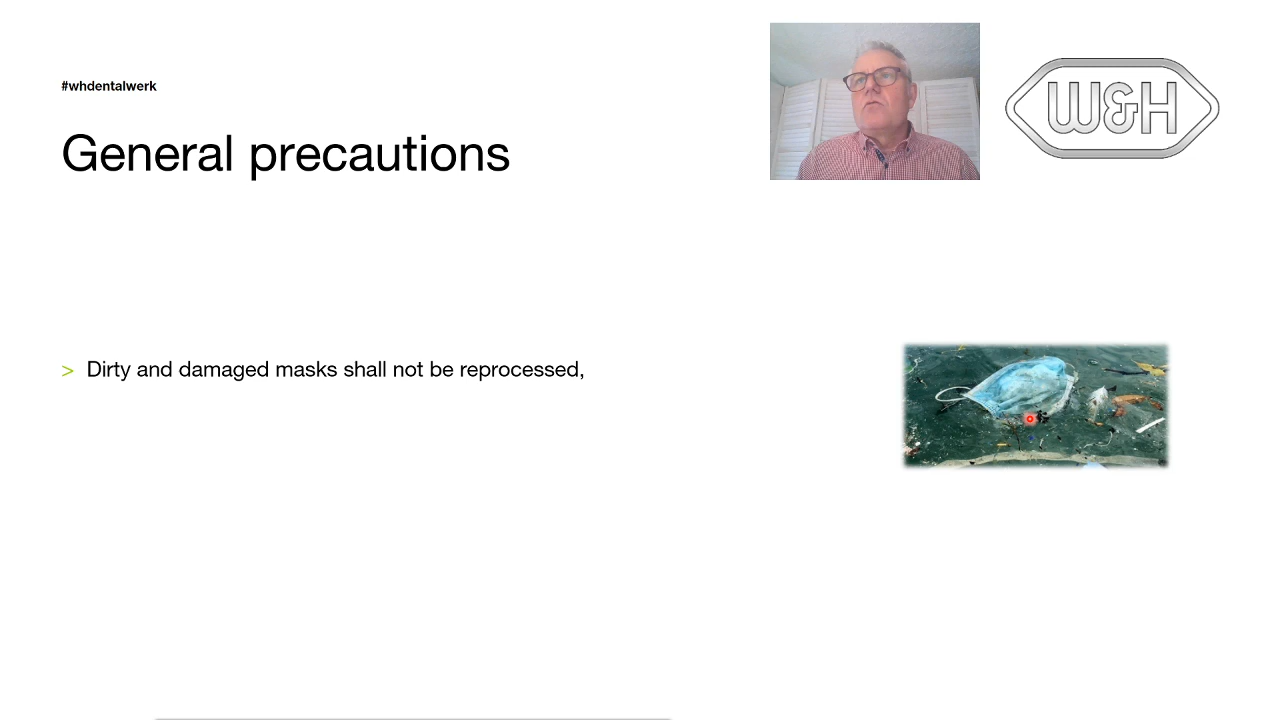 #whdentalwerk
W&H
General precautions
> Dirty and damaged masks shall not be reprocessed,